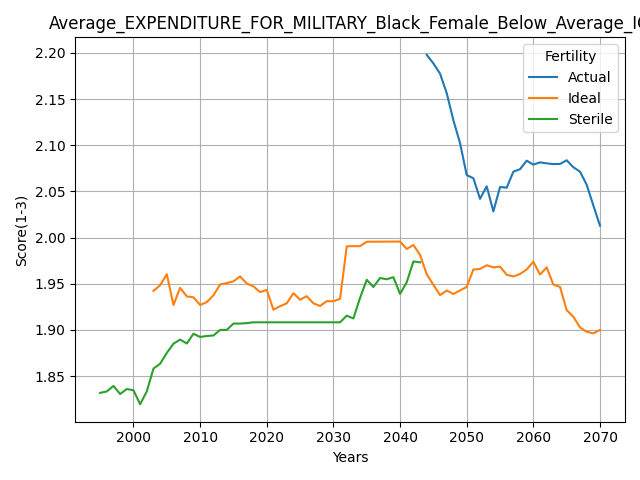 Average_EXPENDITURE_FOR_MILITARY_Black_Female_Below_Average_IQ
Fertility
Actual
Ideal
Sterile
Score(1-3)
2.20
2.15
2.10
2.05
2.00
1.95
1.90
1.85
2000 2010 2020 2030 2040 2050 2060 2070
Years